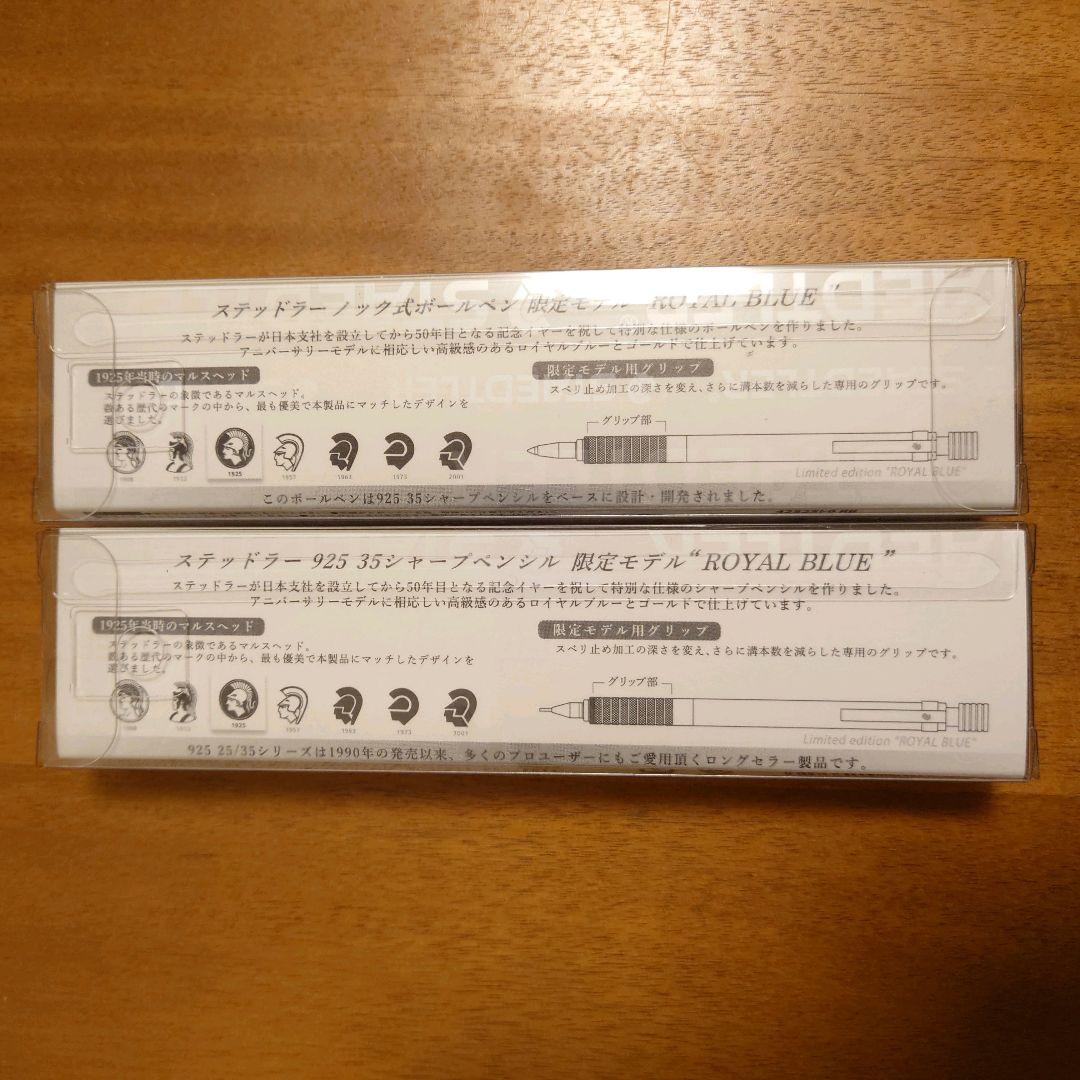 ステッドラー ノック式ボールペン 限定モデル “ROYAL BLUE”
ステッドラーが日本支社を設立してから50年目となる記念イヤーを祝して特別な仕様のボールペンを作りました。
アニバーサリーモデルに相応しい高級感のあるロイヤルブルーとゴールドで仕上げています。
1925年当時のマルスヘッド
ステッドラーの象徴であるマルスヘッド。
数ある歴代のマークの中から、最も優美で本製品にマッチしたデザインを
選びました。
1925 1957 1963 1973 2001
限定モデル用グリップ
スベリ止め加工の深さを変え、さらに溝本数を減らした専用のグリップです。
グリップ部
Limited edition "ROYAL BLUE"
このボールペンは925 35シャープペンシルをベースに設計・開発されました。
ステッドラー 925 35シャープペンシル 限定モデル“ROYAL BLUE ”
ステッドラーが日本支社を設立してから50年目となる記念イヤーを祝して特別な仕様のシャープペンシルを作りました。
アニバーサリーモデルに相応しい高級感のあるロイヤルブルーとゴールドで仕上げています。
1925年当時のマルスヘッド
ステッドラーの象徴であるマルスヘッド。
数ある歴代のマークの中から、最も優美で本製品にマッチしたデザインを
選びました。
1925 1957 1963 1973 2001
限定モデル用グリップ
スベリ止め加工の深さを変え、さらに溝本数を減らした専用のグリップです。
グリップ部
Limited edition "ROYAL BLUE"
925 25/35シリーズは1990年の発売以来、多くのプロユーザーにもご愛用頂くロングセラー製品です。